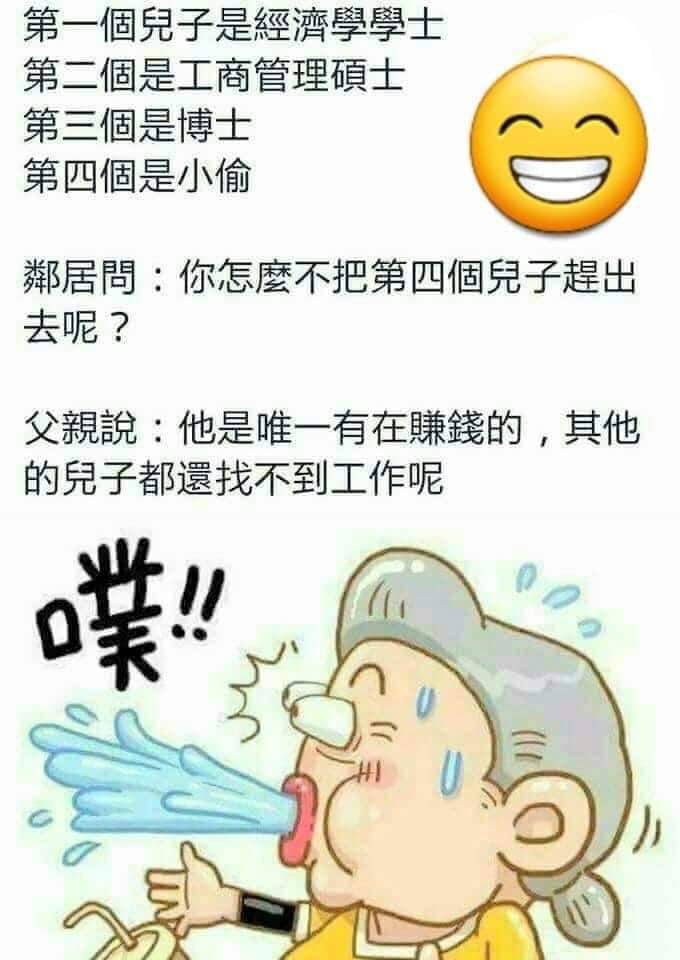 第一個兒子是經濟學學士
第二個是工商管理碩士
第三個是博士
第四個是小偷
鄰居問：你怎麼不把第四個兒子趕出
去呢？
父親說：他是唯一有在賺錢的，其他
的兒子都還找不到工作呢
噗!!